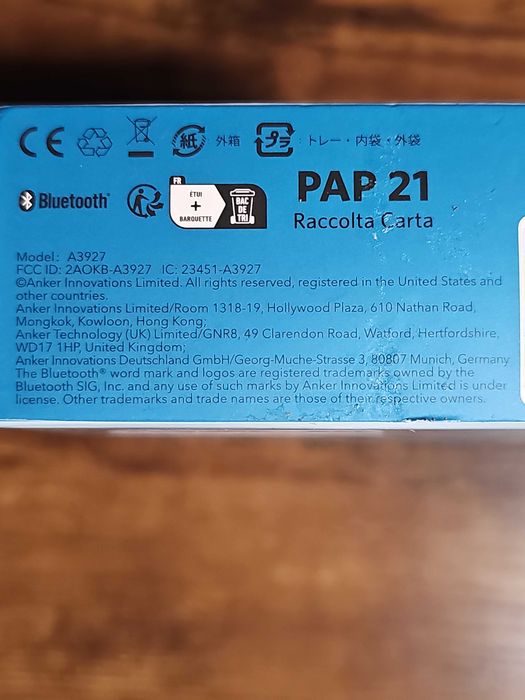 CE 紙 外箱 プラ トレー・内袋・外袋
Bluetooth®
FR
ÉTUI
+
BARQUETTE
BAC
DE
TRI
PAP 21
Raccolta Carta
Model: A3927
FCC ID: 2AOKB-A3927 IC: 23451-A3927
©Anker Innovations Limited. All rights reserved, registered in the United States and
other countries.
Anker Innovations Limited/Room 1318-19, Hollywood Plaza, 610 Nathan Road,
Mongkok, Kowloon, Hong Kong;
Anker Technology (UK) Limited/GNR8, 49 Clarendon Road, Watford, Hertfordshire,
WD17 1HP, United Kingdom;
Anker Innovations Deutschland GmbH/Georg-Muche-Strasse 3, 80807 Munich, Germany
The Bluetooth® word mark and logos are registered trademarks owned by the
Bluetooth SIG, Inc. and any use of such marks by Anker Innovations Limited is under
license. Other trademarks and trade names are those of their respective owners.